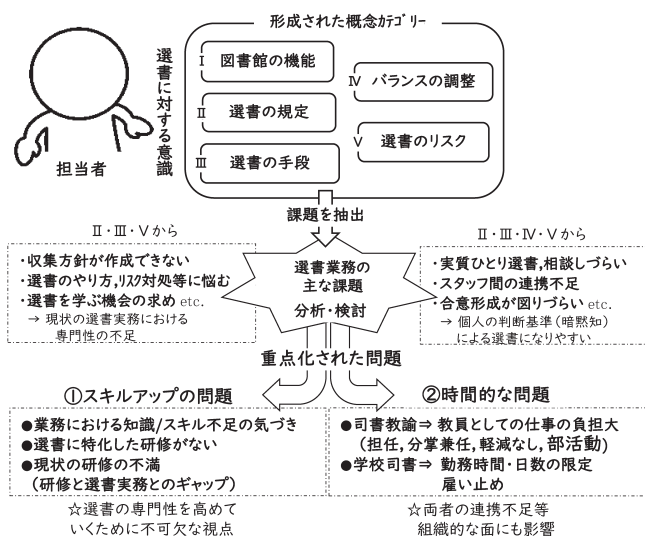 形成された概念ｶﾃｺﾞﾘｰ
選書に対する意識
担当者
Ⅰ 図書館の機能
Ⅱ 選書の規定
Ⅲ 選書の手段
Ⅳ バランスの調整
Ⅴ 選書のリスク
課題を抽出
Ⅱ・Ⅲ・Ⅴから
・収集方針が作成できない
・選書のやり方,ﾘｽｸ対処等に悩む
・選書を学ぶ機会の求め etc.
→ 現状の選書実務における
専門性の不足
選書業務の
主な課題
分析・検討
Ⅱ・Ⅲ・Ⅳ・Ⅴから
・実質ひとり選書,相談しづらい
・スタッフ間の連携不足
・合意形成が図りづらい etc.
→ 個人の判断基準(暗黙知)
による選書になりやすい
重点化された問題
①スキルアップの問題
●業務における知識/スキル不足の気づき
●選書に特化した研修がない
●現状の研修の不満
(研修と選書実務とのギャップ)
☆選書の専門性を高めて
いくために不可欠な視点
②時間的な問題
●司書教諭⇒ 教員としての仕事の負担大
(担任,分掌兼任,軽減なし,部活動)
●学校司書⇒ 勤務時間・日数の限定
雇い止め
☆両者の連携不足等
組織的な面にも影響